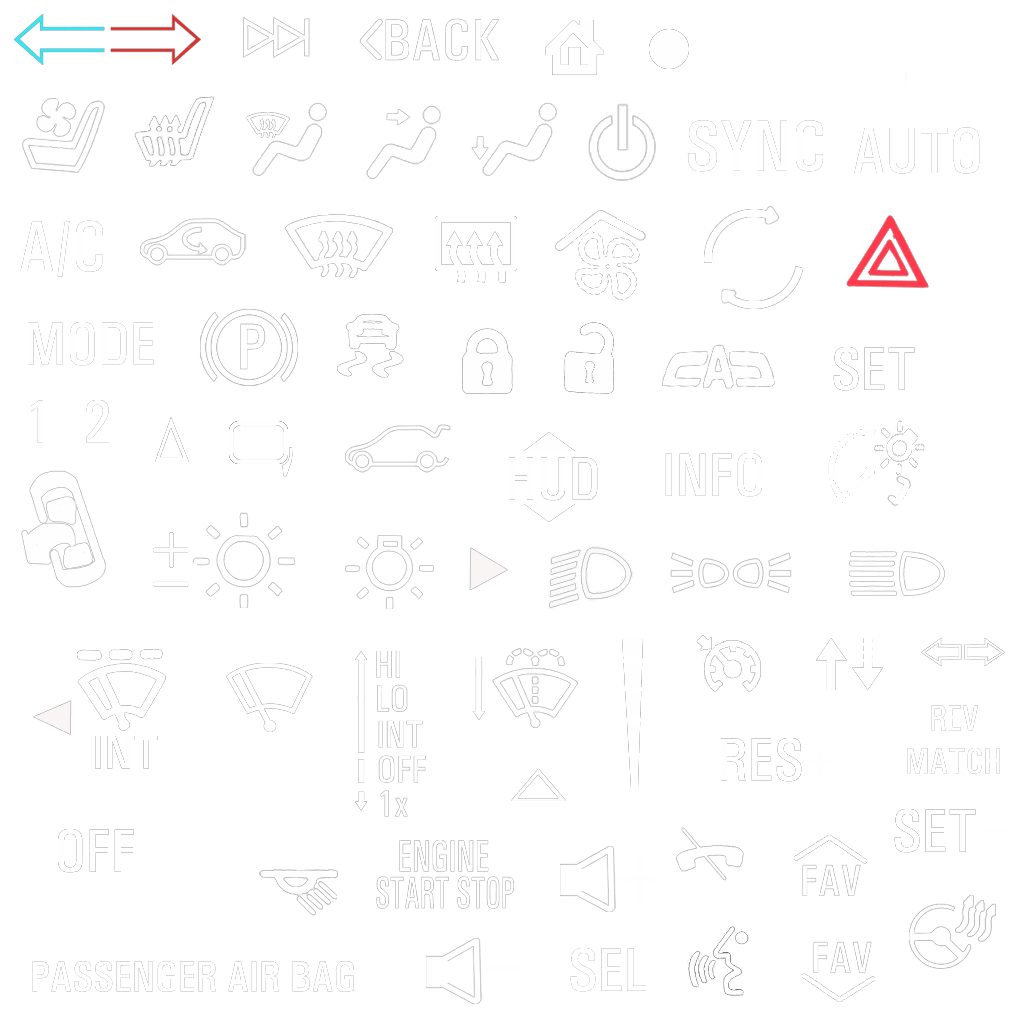 BACK
SYNC
AUTO
A/C
MODE
P
A
SET
1 2
HUD
INFO
INT
HI
LO
INT
OFF
1x
RES
REV
MATCH
OFF
ENGINE
START STOP
FAV
SET
PASSENGER AIR BAG
SEL
FAV